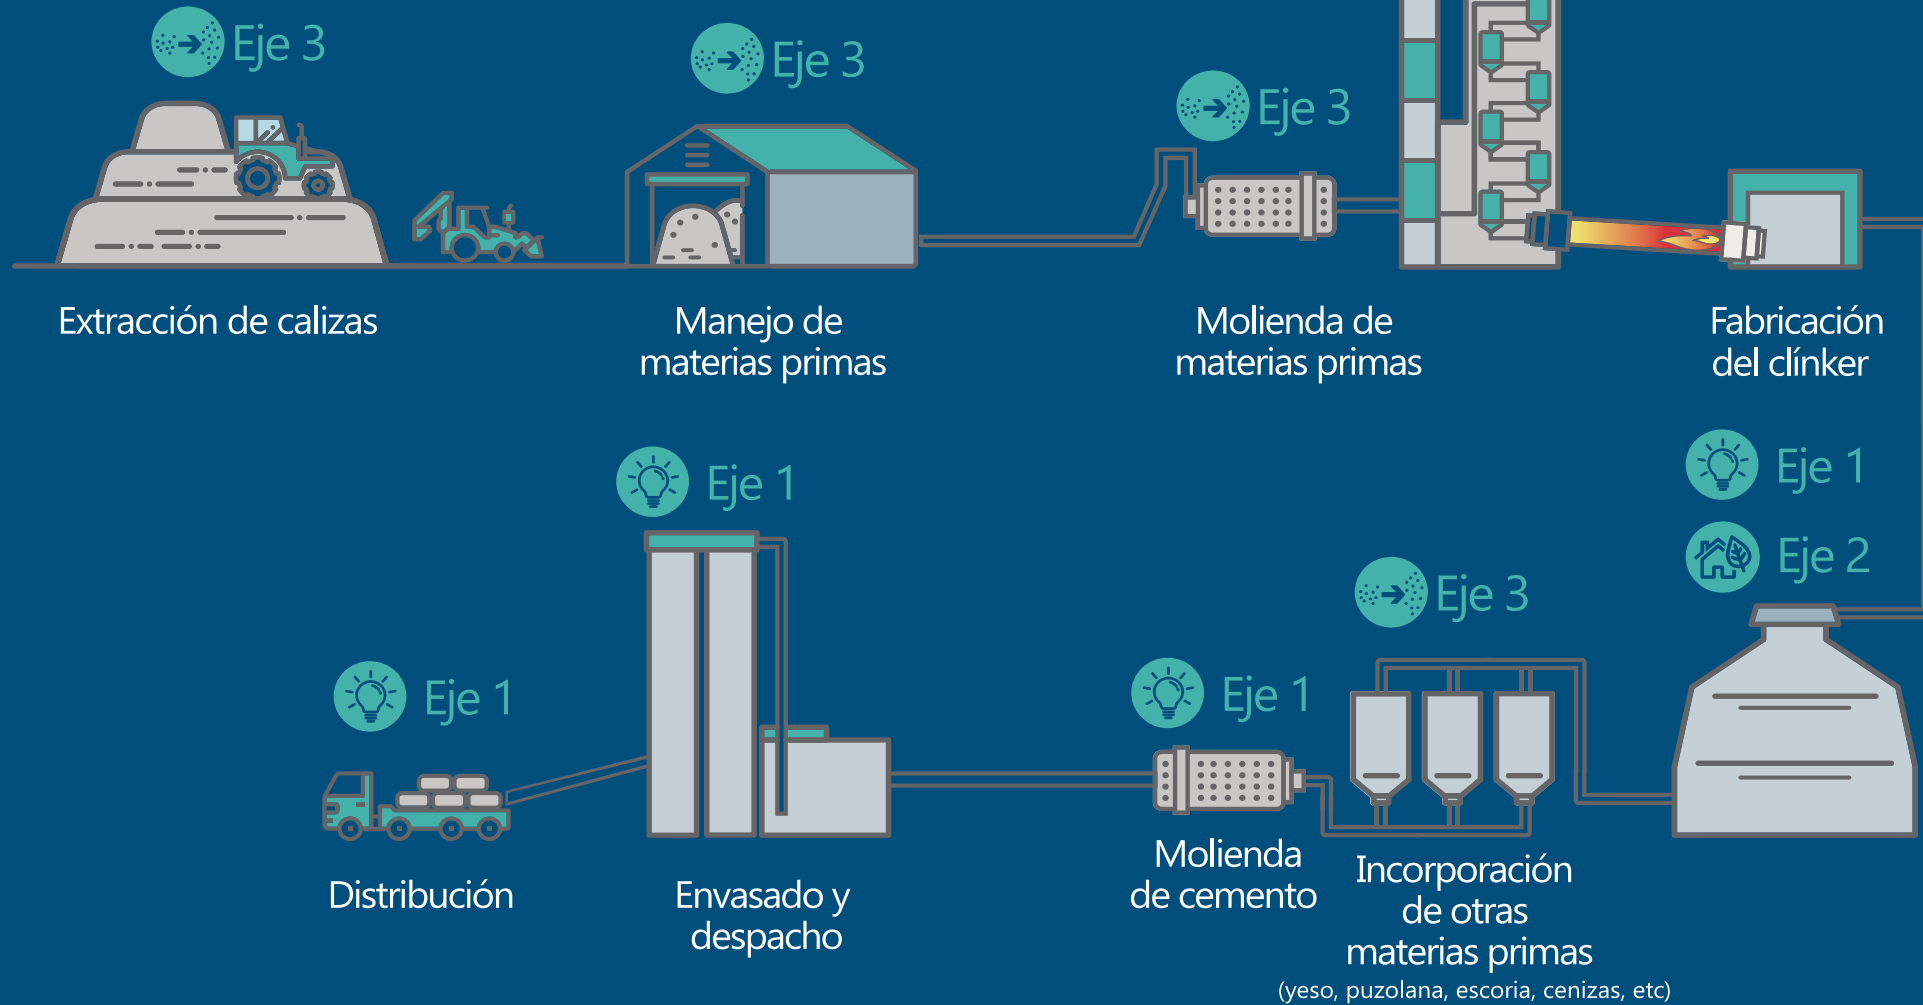 Eje 3
Extracción de calizas
Eje 3
Manejo de
materias primas
Eje 3
Molienda de
materias primas
Fabricación
del clínker
Eje 1
Eje 2
Eje 3
Incorporación
de otras
materias primas
(yeso, puzolana, escoria, cenizas, etc)
Eje 1
Molienda
de cemento
Eje 1
Envasado y
despacho
Eje 1
Distribución